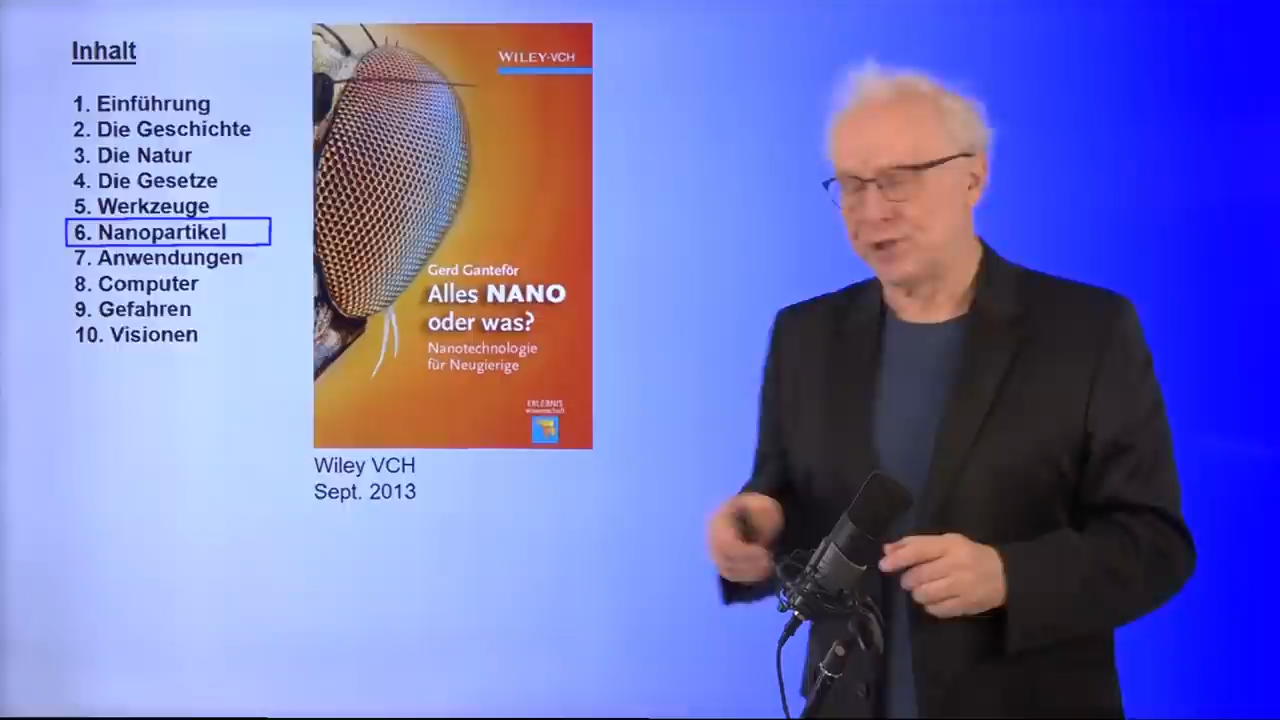 Inhalt
1. Einführung
2. Die Geschichte
3. Die Natur
4. Die Gesetze
5. Werkzeuge
6. Nanopartikel
7. Anwendungen
8. Computer
9. Gefahren
10. Visionen
WILEY-VCH
Gerd Ganteför
Alles NANO
oder was?
Nanotechnologie
für Neugierige
ERLEBNIS
wissenschaft
Wiley VCH
Sept. 2013